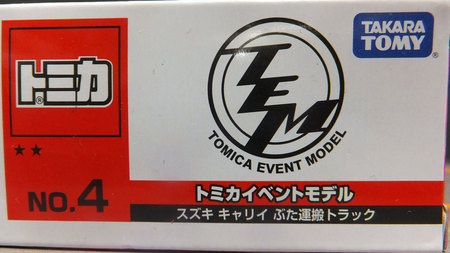 TAKARA
TOMY
®
トミカ
®
TEM
TOMICA EVENT MODEL
★★
NO.4
トミカイベントモデル
スズキ キャリイ ぶた運搬トラック